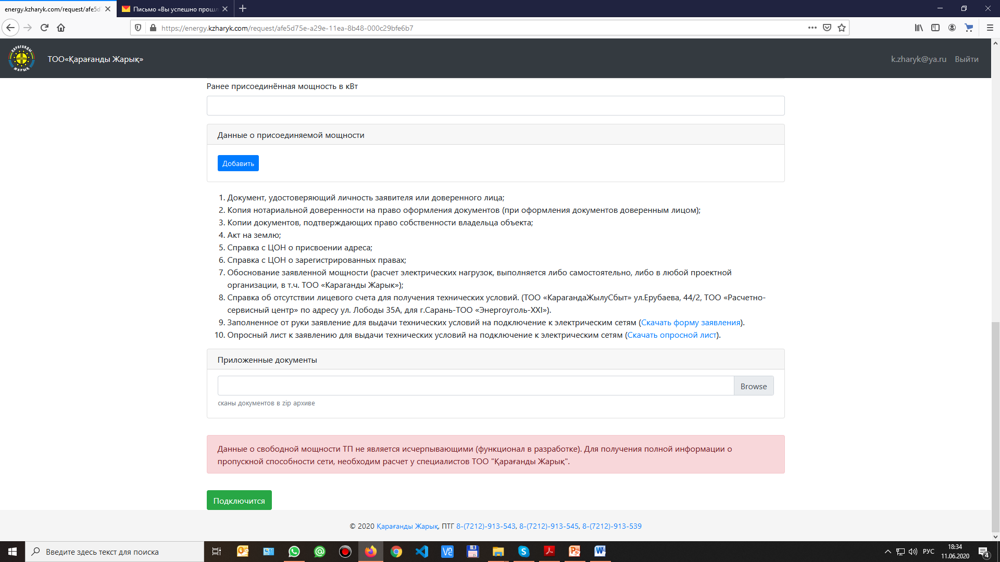 energy.kzharyk.com/request/afe5d
Письмо «Вы успешно прошл
https://energy.kzharyk.com/request/afe5d75e-a29e-11ea-8b48-000c29bfe6b7
ҚАРАҒАНДЫ ЖАРЫҚ
ТОО«Қарағанды Жарық»
k.zharyk@ya.ru Выйти
Ранее присоединённая мощность в кВт
Данные о присоединяемой мощности
Добавить
1. Документ, удостоверяющий личность заявителя или доверенного лица;
2. Копия нотариальной доверенности на право оформления документов (при оформления документов доверенным лицом);
3. Копии документов, подтверждающих право собственности владельца объекта;
4. Акт на землю;
5. Справка с ЦОН о присвоении адреса;
6. Справка с ЦОН о зарегистрированных правах;
7. Обоснование заявленной мощности (расчет электрических нагрузок, выполняется либо самостоятельно, либо в любой проектной
организации, в т.ч. ТОО «Караганды Жарык»);
8. Справка об отсутствии лицевого счета для получения технических условий. (ТОО «КарагандаЖылуСбыт» ул.Ерубаева, 44/2, ТОО «Расчетно-
сервисный центр» по адресу ул. Лободы 35А, для г.Сарань-ТОО «Энергоуголь-XXI»).
9. Заполненное от руки заявление для выдачи технических условий на подключение к электрическим сетям (Скачать форму заявления).
10. Опросный лист к заявлению для выдачи технических условий на подключение к электрическим сетям (Скачать опросной лист).
Приложенные документы
Browse
сканы документов в zip архиве
Данные о свободной мощности ТП не является исчерпывающими (функционал в разработке). Для получения полной информации о
пропускной способности сети, необходим расчет у специалистов ТОО "Қарағанды Жарық".
Подключится
© 2020 Қарағанды Жарық, ПТГ 8-(7212)-913-543, 8-(7212)-913-545, 8-(7212)-913-539
Введите здесь текст для поиска
РУС
18:34
11.06.2020
4